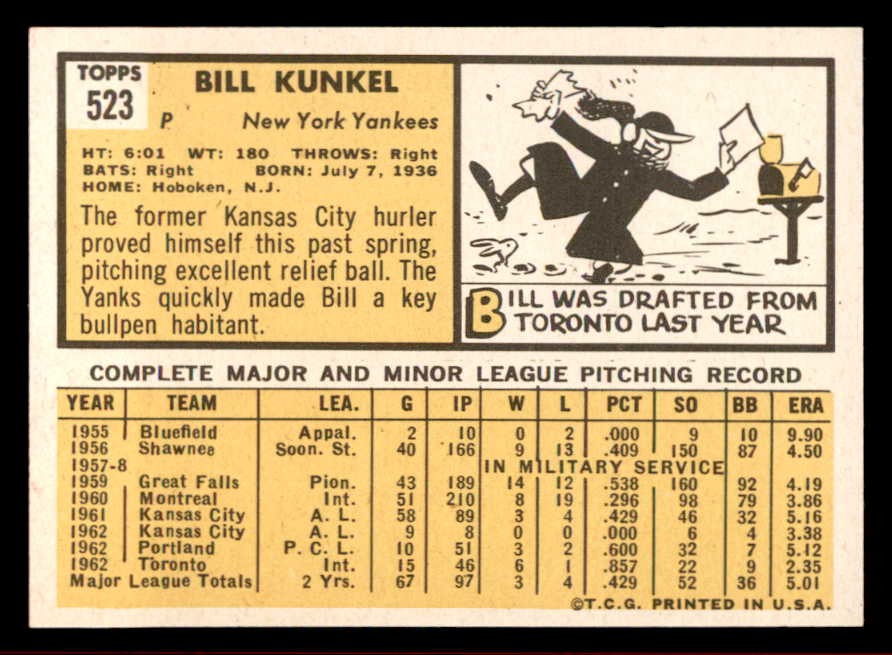 TOPPS
523
BILL KUNKEL
P New York Yankees
HT: 6:01 WT: 180 THROWS: Right
BATS: Right BORN: July 7, 1936
HOME: Hoboken, N.J.
The former Kansas City hurler
proved himself this past spring,
pitching excellent relief ball. The
Yanks quickly made Bill a key
bullpen habitant.
BILL WAS DRAFTED FROM
TORONTO LAST YEAR
COMPLETE MAJOR AND MINOR LEAGUE PITCHING RECORD
YEAR TEAM LEA. G IP W L PCT SO BB ERA
1955 Bluefield Appal. 2 10 0 2 .000 9 10 9.90
1956 Shawnee Soon. St. 40 166 9 13 .409 150 87 4.50
1957-8 IN MILITARY SERVICE
1959 Great Falls Pion. 43 189 14 12 .538 160 92 4.19
1960 Montreal Int. 51 210 8 19 .296 98 79 3.86
1961 Kansas City A. L. 58 89 3 4 .429 46 32 5.16
1962 Kansas City A. L. 9 8 0 0 .000 6 4 3.38
1962 Portland P. C. L. 10 51 3 2 .600 32 7 5.12
1962 Toronto Int. 15 46 6 1 .857 22 9 2.35
Major League Totals 2 Yrs. 67 97 3 4 .429 52 36 5.01
©T.C.G. PRINTED IN U.S.A.